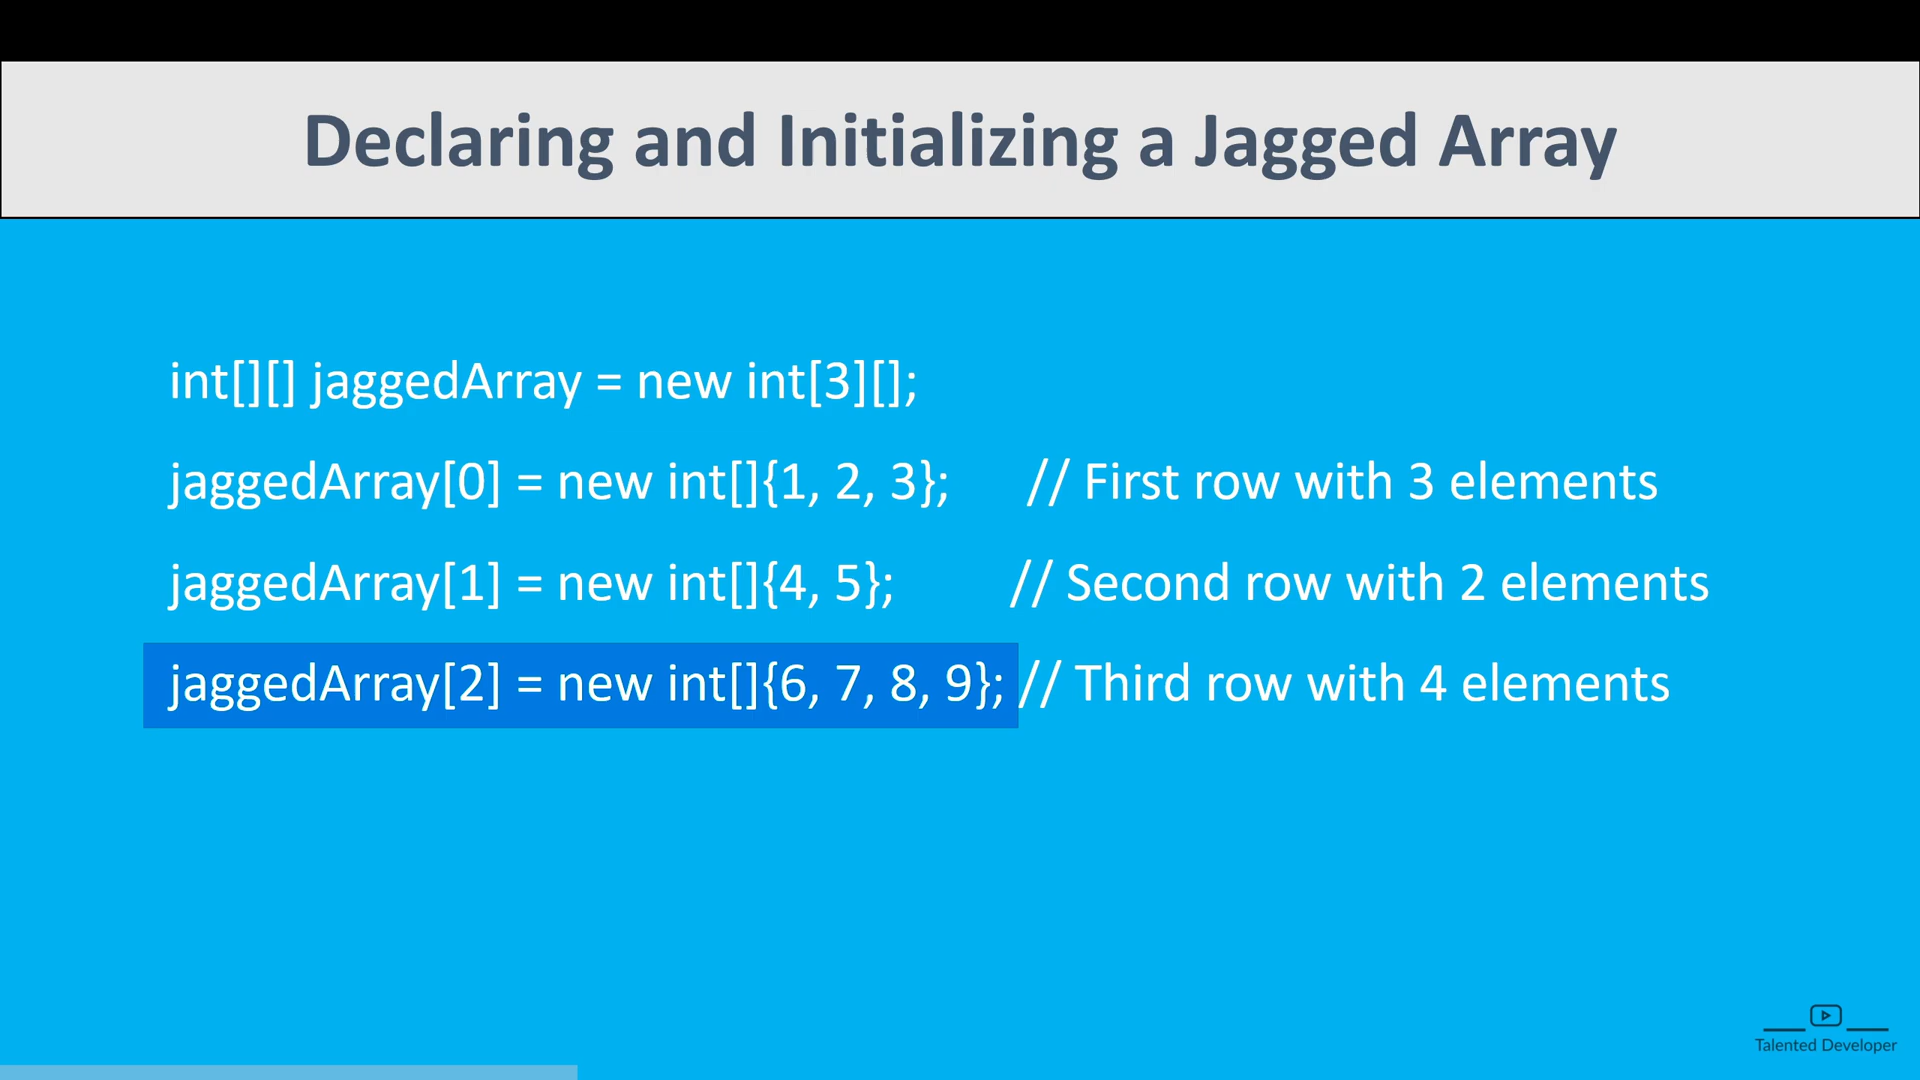 Declaring and Initializing a Jagged Array
int[][] jaggedArray = new int[3][];
jaggedArray[0] = new int[]{1, 2, 3}; // First row with 3 elements
jaggedArray[1] = new int[]{4, 5}; // Second row with 2 elements
jaggedArray[2] = new int[]{6, 7, 8, 9}; // Third row with 4 elements
Talented Developer